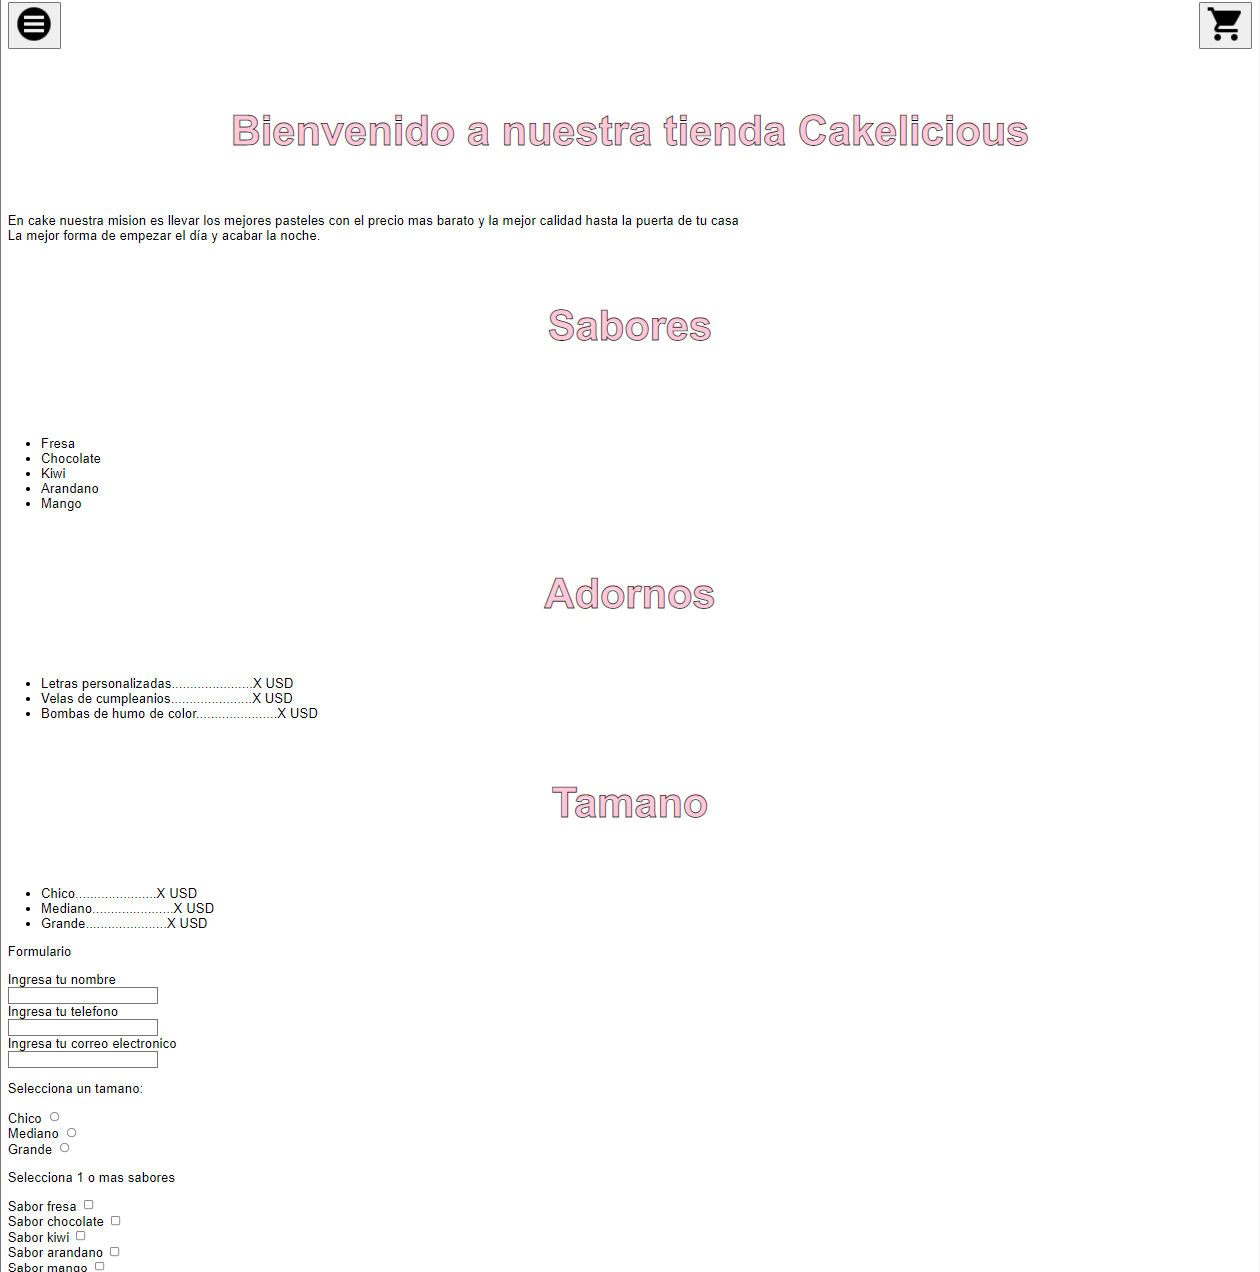 Bienvenido a nuestra tienda Cakelicious
En cake nuestra mision es llevar los mejores pasteles con el precio mas barato y la mejor calidad hasta la puerta de tu casa
La mejor forma de empezar el día y acabar la noche.
Sabores
Fresa
Chocolate
Kiwi
Arandano
Mango
Adornos
Letras personalizadas......................X USD
Velas de cumpleanios......................X USD
Bombas de humo de color......................X USD
Tamano
Chico......................X USD
Mediano......................X USD
Grande......................X USD
Formulario
Ingresa tu nombre
Ingresa tu telefono
Ingresa tu correo electronico
Selecciona un tamano:
Chico
Mediano
Grande
Selecciona 1 o mas sabores
Sabor fresa
Sabor chocolate
Sabor kiwi
Sabor arandano
Sabor mango